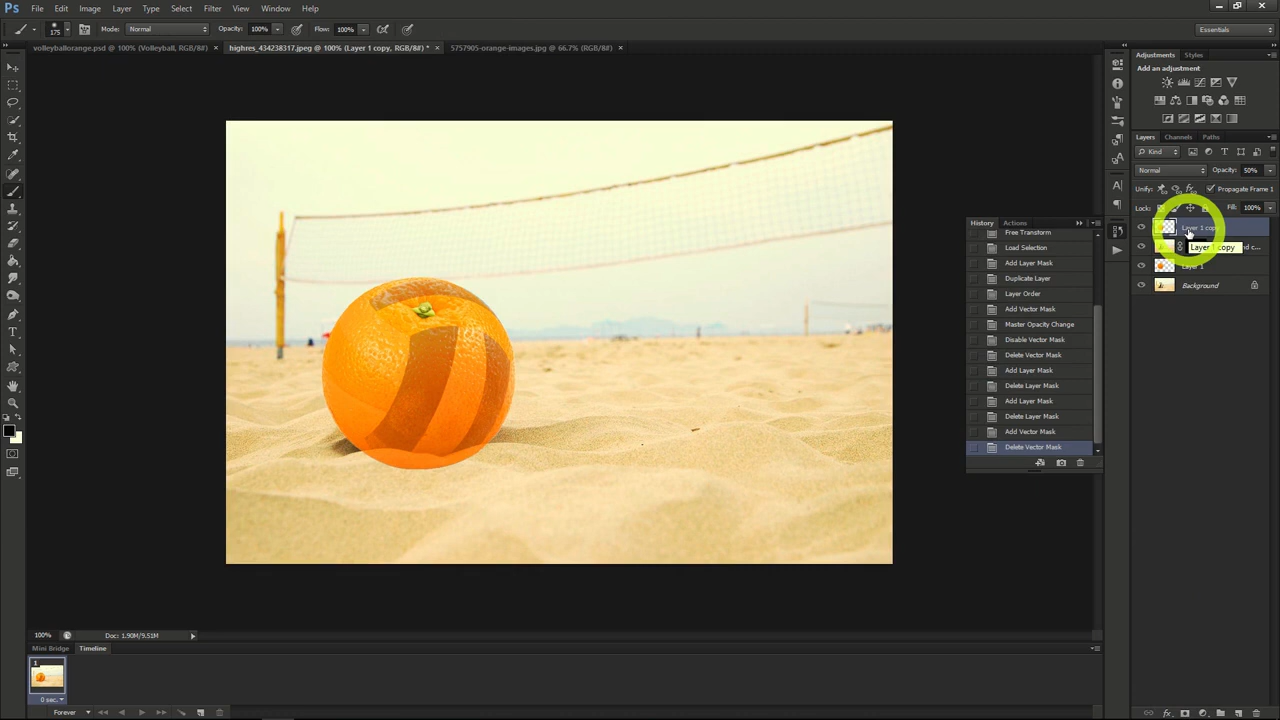 Ps File Edit Image Layer Type Select Filter View Window Help
175 Mode: Normal Opacity: 100% Flow: 100% Essentials
volleyballorange.psd @ 100% (Volleyball, RGB/8#) × highres_434238317.jpeg @ 100% (Layer 1 copy, RGB/8#) * × 5757905-orange-images.jpg @ 66.7% (RGB/8#) ×
Adjustments Styles
Add an adjustment
Layers Channels Paths
Kind
Normal Opacity: 50%
Unify: Propagate Frame 1
Lock: Fill: 100%
Layer 1 copy
Layer 1 copy
d c...
Layer 1
Background
History Actions
Free Transform
Load Selection
Add Layer Mask
Duplicate Layer
Layer Order
Add Vector Mask
Master Opacity Change
Disable Vector Mask
Delete Vector Mask
Add Layer Mask
Delete Layer Mask
Add Layer Mask
Delete Layer Mask
Add Vector Mask
Delete Vector Mask
100% Doc: 1.90M/9.51M
Mini Bridge Timeline
1
0 sec.
Forever